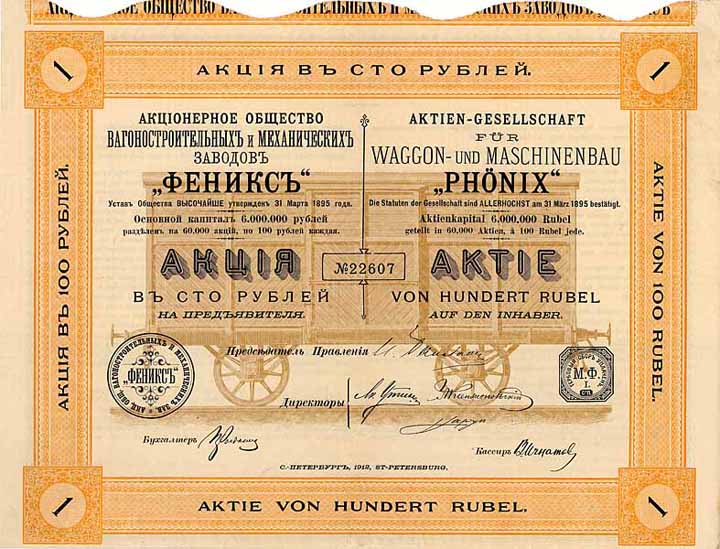 АКЦІЯ ВЪ СТО РУБЛЕЙ.
1
1
АКЦІОНЕРНОЕ ОБЩЕСТВО
ВАГОНОСТРОИТЕЛЬНЫХЪ И МЕХАНИЧЕСКИХЪ
ЗАВОДОВЪ
„ФЕНИКСЪ“
Уставъ Общества ВЫСОЧАЙШЕ утвержденъ 31 Марта 1895 года.
Основной капиталъ 6.000.000 рублей
раздѣленъ на 60.000 акцій, по 100 рублей каждая.
АКЦІЯ
ВЪ СТО РУБЛЕЙ
НА ПРЕДЪЯВИТЕЛЯ.
№22607
AKTIEN-GESELLSCHAFT
FÜR
WAGGON- UND MASCHINENBAU
„PHÖNIX“
Die Statuten der Gesellschaft sind ALLERHÖCHST am 31 März 1895 bestätigt.
Aktienkapital 6,000,000 Rubel
geteilt in 60,000 Aktien, à 100 Rubel jede.
AKTIE
VON HUNDERT RUBEL
AUF DEN INHABER.
АКЦІЯ ВЪ 100 РУБЛЕЙ.
AKTIE VON 100 RUBEL.
Предсѣдатель Правленія
Директоры
Бухгалтеръ
Кассиръ
„ФЕНИКСЪ“
М.Ф.
С.-ПЕТЕРБУРГЪ, 1912, ST-PETERSBURG.
1
1
AKTIE VON HUNDERT RUBEL.